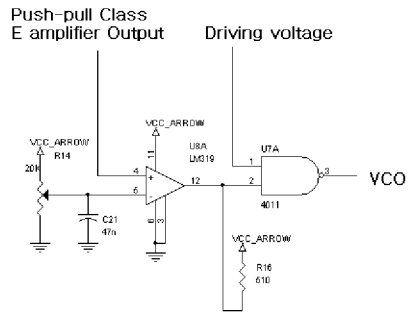 Push-pull Class
E amplifier Output
Driving voltage
VCC_ARROW
R14
20K
VCC_ARROW
U8A
LM319
11
4
+
5
-
12
6
3
C21
47n
U7A
1
2
3
4011
VCO
VCC_ARROW
R16
510